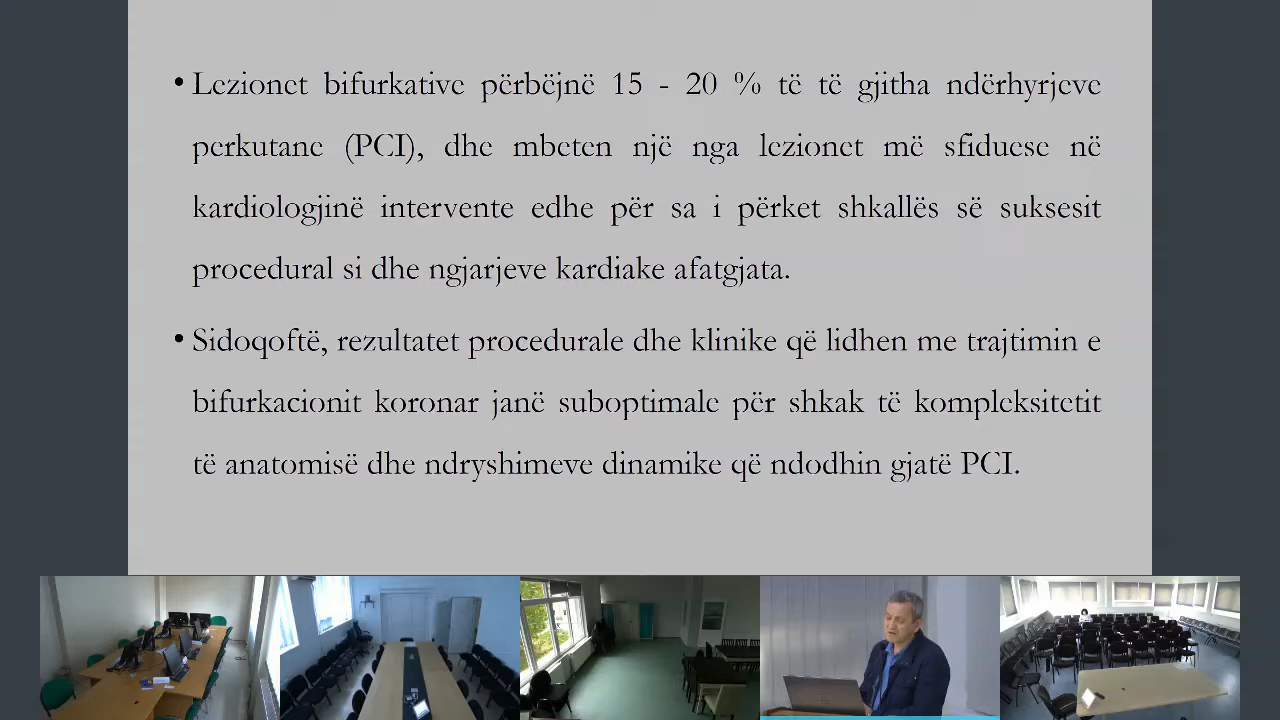 • Lezionet bifurkative përbëjnë 15 - 20 % të të gjitha ndërhyrjeve
perkutane (PCI), dhe mbeten një nga lezionet më sfiduese në
kardiologjinë intervente edhe për sa i përket shkallës së suksesit
procedural si dhe ngjarjeve kardiake afatgjata.
• Sidoqoftë, rezultatet procedurale dhe klinike që lidhen me trajtimin e
bifurkacionit koronar janë suboptimale për shkak të kompleksitetit
të anatomisë dhe ndryshimeve dinamike që ndodhin gjatë PCI.